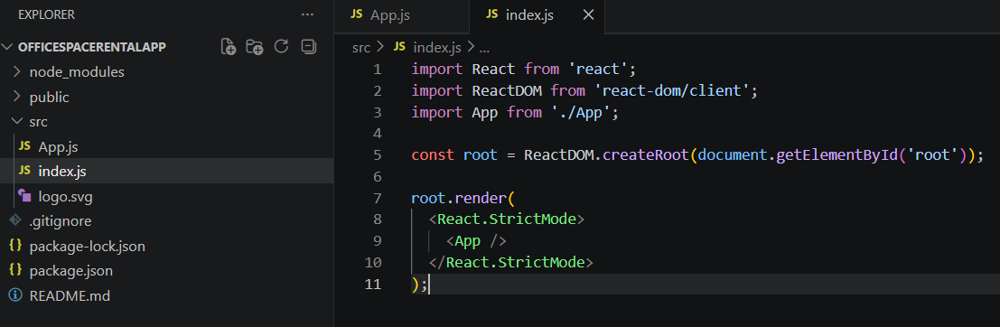 EXPLORER
OFFICESPACERENTALAPP
node_modules
public
src
JS App.js
JS index.js
logo.svg
.gitignore
{} package-lock.json
{} package.json
README.md
JS App.js
JS index.js
src > JS index.js > ...
1 import React from 'react';
2 import ReactDOM from 'react-dom/client';
3 import App from './App';
4
5 const root = ReactDOM.createRoot(document.getElementById('root'));
6
7 root.render(
8   <React.StrictMode>
9     <App />
10   </React.StrictMode>
11 );